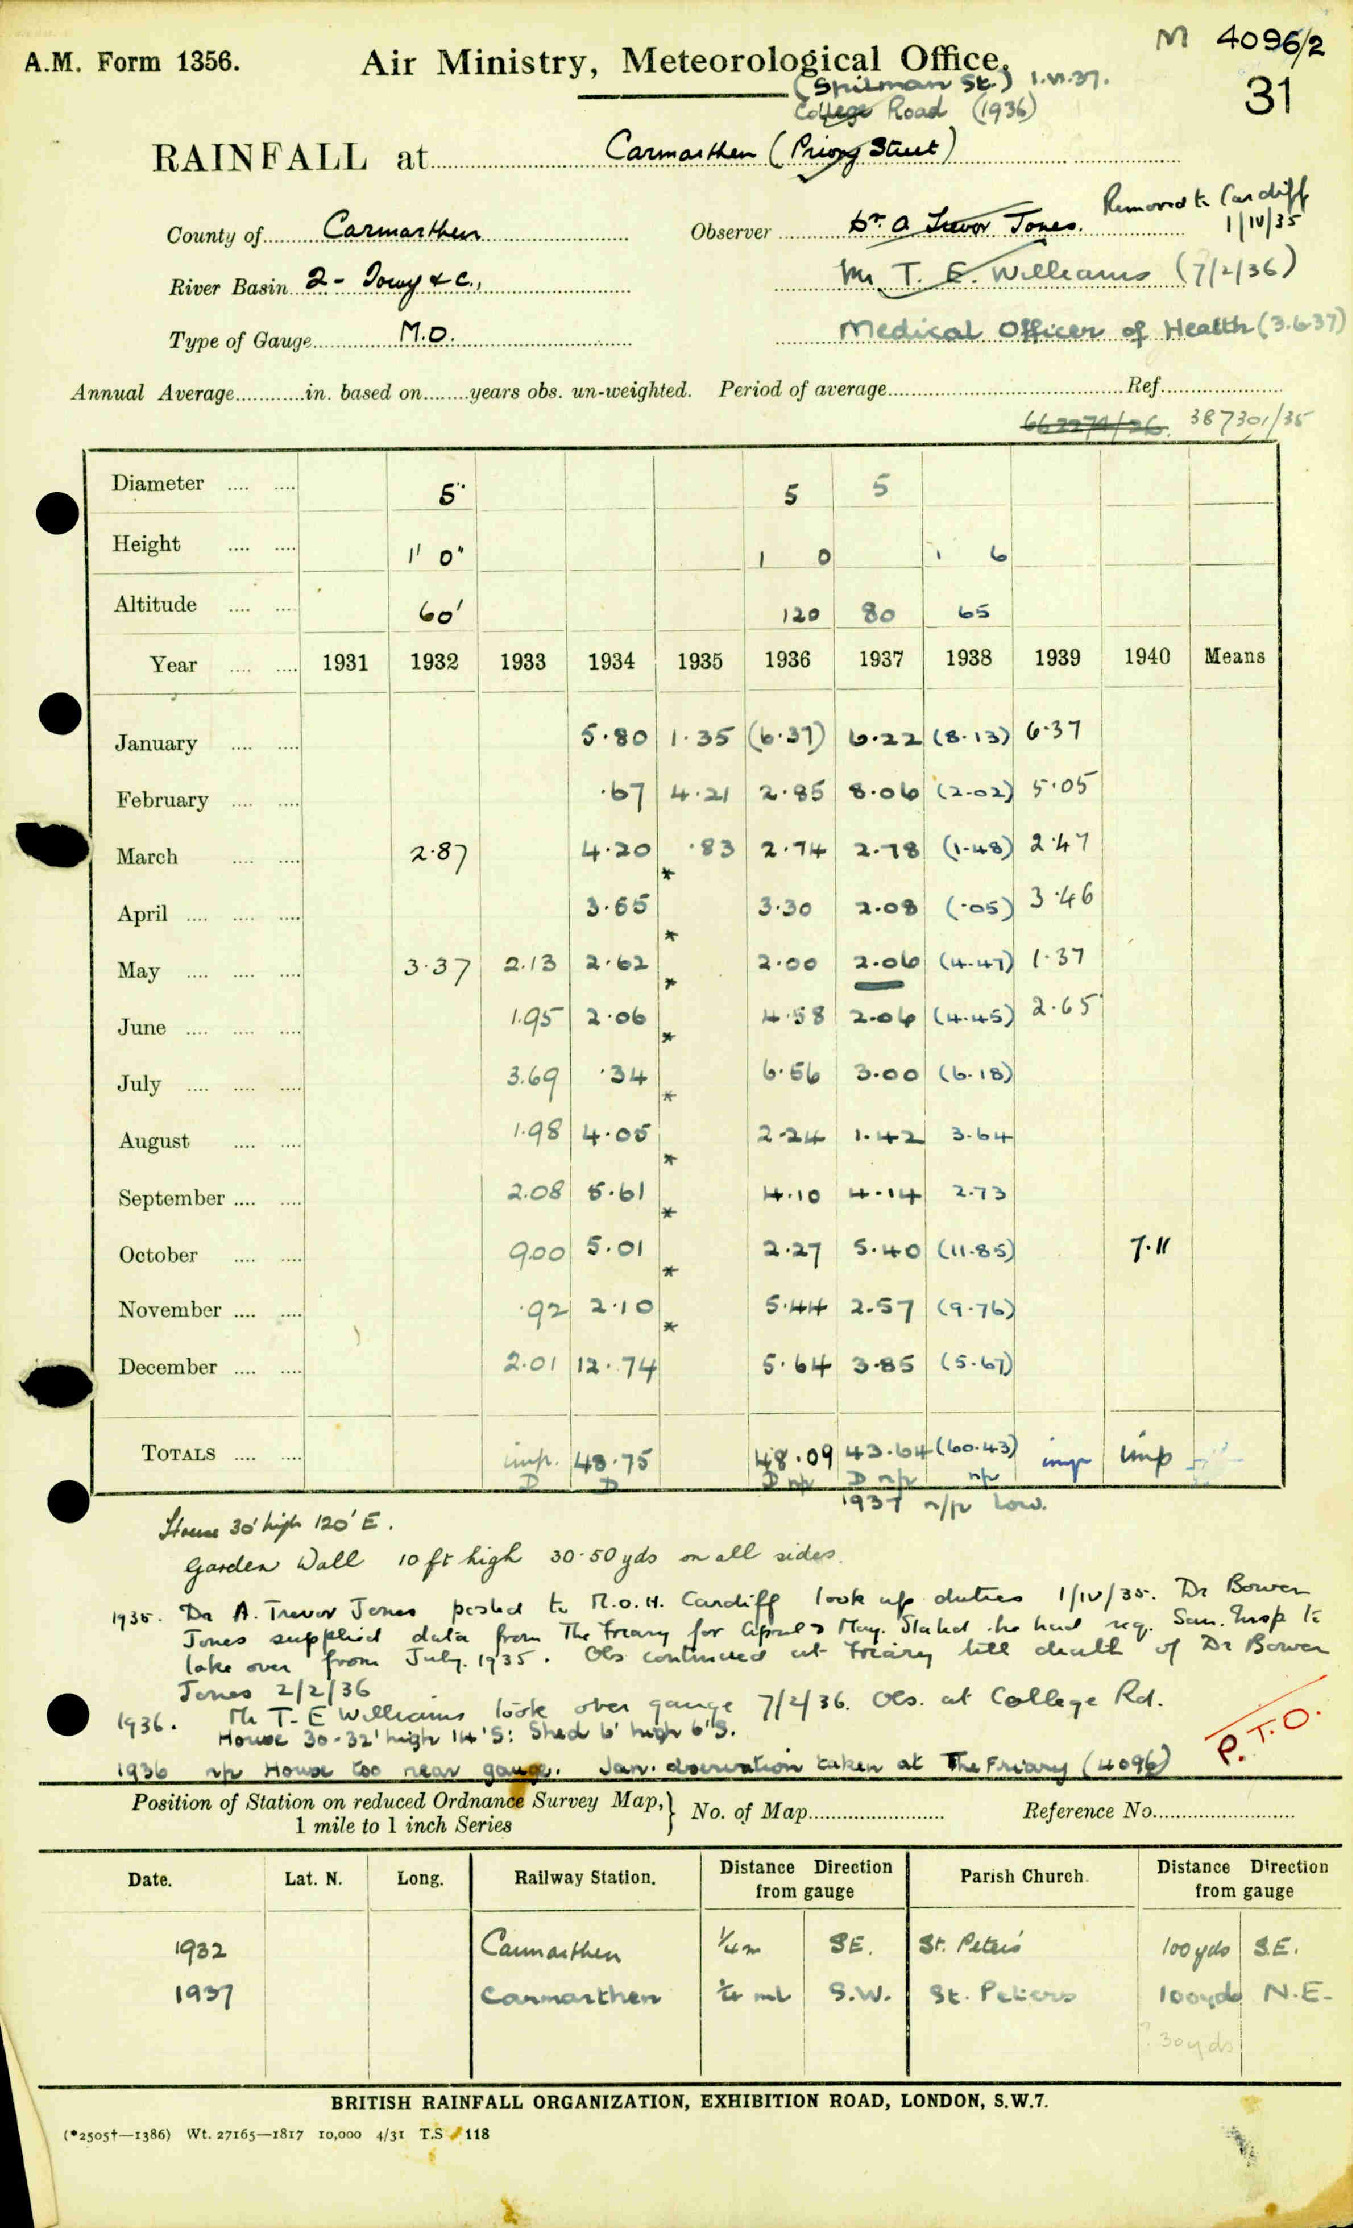 M 4096/2
A.M. Form 1356. Air Ministry, Meteorological Office.
(Spilman St.) 1.VI.37.
31
College Road (1936)
RAINFALL at Carmarthen (Priory Street)
Removed to Cardiff
1/IV/35
County of Carmarthen Observer Dr. A Trevor Jones.
River Basin 2 - Towy & c., Mr T. E. Williams (7/2/36)
Type of Gauge M.O. Medical Officer of Health (3.6.37)
Annual Average in. based on years obs. un-weighted. Period of average Ref.
662274/26. 387301/35
Diameter 5" 5 5
Height 1' 0" 1 0 1 6
Altitude 60' 120 80 65
Year 1931 1932 1933 1934 1935 1936 1937 1938 1939 1940 Means
January 5.80 1.35 (6.37) 6.22 (8.13) 6.37
February .67 4.21 2.85 8.06 (2.02) 5.05
March 2.87 4.20 .83 2.74 2.78 (1.48) 2.47
*
April 3.55 3.30 2.08 (.05) 3.46
*
May 3.37 2.13 2.62 2.00 2.06 (4.47) 1.37
*
June 1.95 2.06 4.58 2.06 (4.45) 2.65
*
July 3.69 .34 6.56 3.00 (6.18)
*
August 1.98 4.05 2.24 1.42 3.64
*
September 2.08 5.61 4.10 4.14 2.73
*
October 9.00 5.01 2.27 5.40 (11.85) 7.11
*
November .92 2.10 5.44 2.57 (9.76)
*
December 2.01 12.74 5.64 3.85 (5.67)
TOTALS imp. 48.75 48.09 43.64 (60.43) imp imp
D D D n/p D n/p n/p
1937 n/p Low.
House 30' high 120' E.
Garden Wall 10 ft high 30-50 yds on all sides.
1935. Dr A. Trevor Jones posted to M.O.H. Cardiff took up duties 1/IV/35. Dr Bowen
Jones supplied data from The Friary for April & May. Stated he had req. San. Insp to
take over from July. 1935. Obs continued at Friary till death of Dr Bowen
Jones 2/2/36
1936. Mr T. E Williams took over gauge 7/2/36. Obs. at College Rd.
House 30-32' high 14' S: Shed 6' high 6' S.
P.T.O.
1936 n/p House too near gauge. Jan. observation taken at The Friary (4096)
Position of Station on reduced Ordnance Survey Map, 1 mile to 1 inch Series } No. of Map Reference No.
Date. Lat. N. Long. Railway Station. Distance Direction from gauge Parish Church. Distance Direction from gauge
1932 Carmarthen 1/4 m SE. St. Peter's 100 yds S.E.
1937 Carmarthen 1/4 ml S.W. St. Peters 100 yds N.E.
? 30 yds
BRITISH RAINFALL ORGANIZATION, EXHIBITION ROAD, LONDON, S.W.7.
(*2505†—1386) Wt. 27165—1817 10,000 4/31 T.S 118